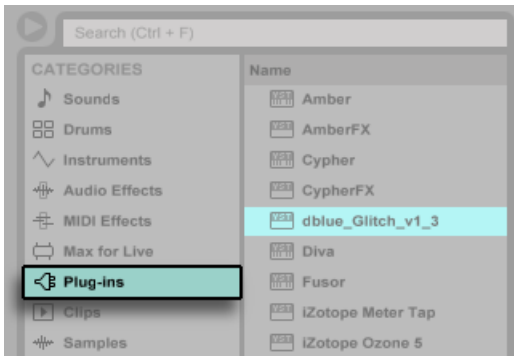 Search (Ctrl + F)
CATEGORIES
Sounds
Drums
Instruments
Audio Effects
MIDI Effects
Max for Live
Plug-ins
Clips
Samples
Name
Amber
AmberFX
Cypher
CypherFX
dblue_Glitch_v1_3
Diva
Fusor
iZotope Meter Tap
iZotope Ozone 5